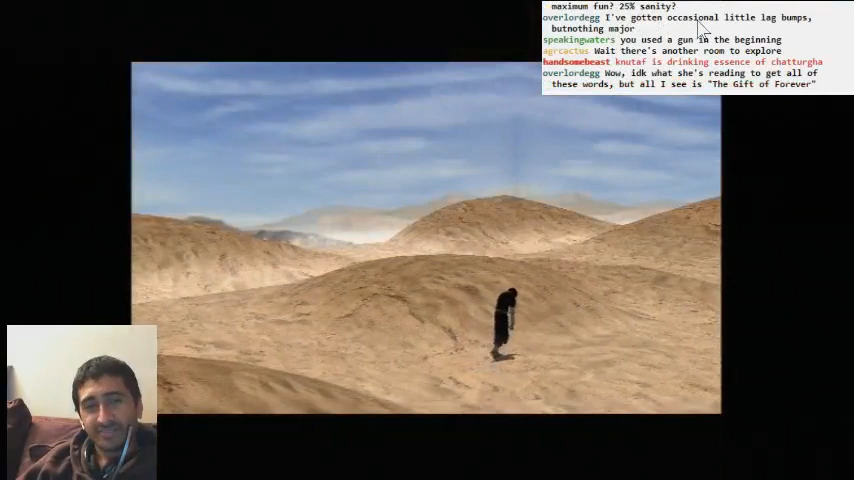 maximum fun? 25% sanity?
overlordegg I've gotten occasional little lag bumps,
butnothing major
speakingwaters you used a gun in the beginning
agrcactus Wait there's another room to explore
handsomebeast knutaf is drinking essence of chatturgha
overlordegg Wow, idk what she's reading to get all of
these words, but all I see is "The Gift of Forever"